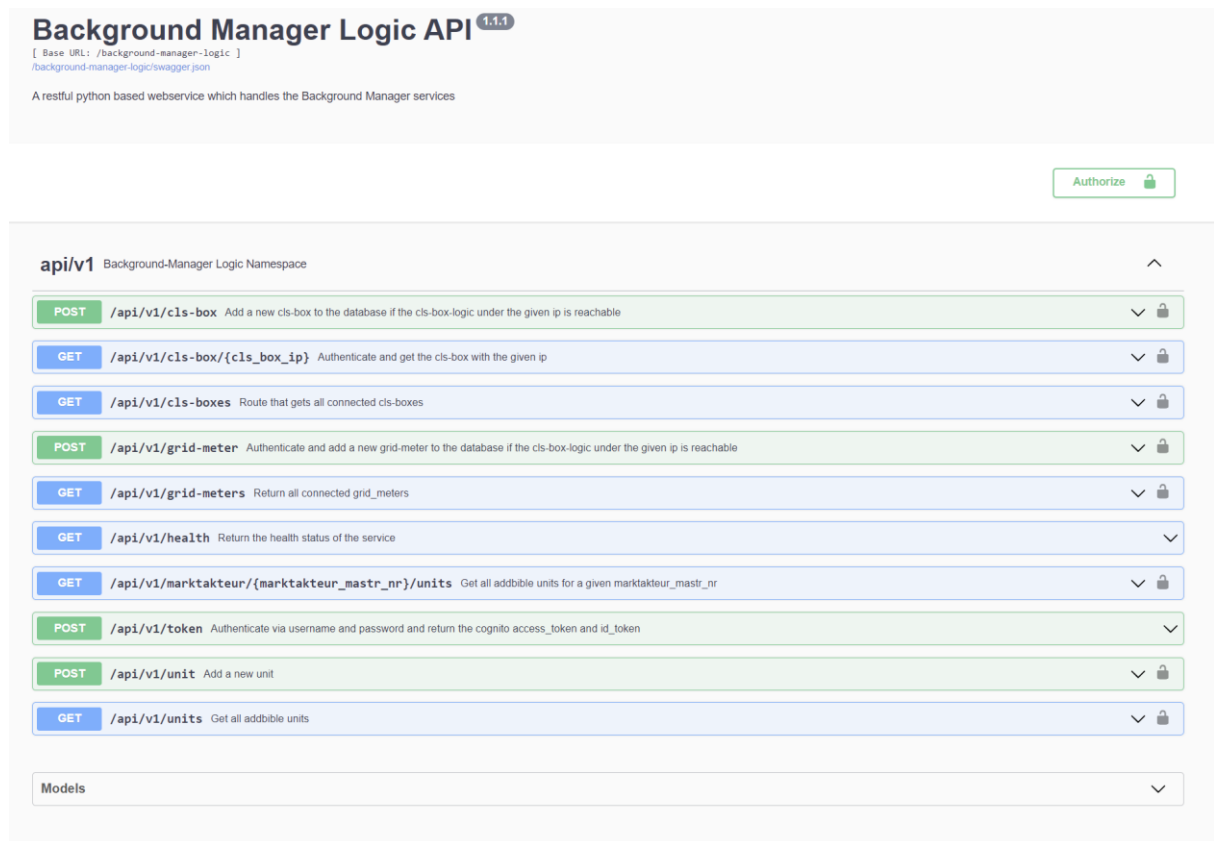 Background Manager Logic API 1.1.1
[ Base URL: /background-manager-logic ]
/background-manager-logic/swagger.json
A restful python based webservice which handles the Background Manager services
Authorize
api/v1 Background-Manager Logic Namespace
POST /api/v1/cls-box Add a new cls-box to the database if the cls-box-logic under the given ip is reachable
GET /api/v1/cls-box/{cls_box_ip} Authenticate and get the cls-box with the given ip
GET /api/v1/cls-boxes Route that gets all connected cls-boxes
POST /api/v1/grid-meter Authenticate and add a new grid-meter to the database if the cls-box-logic under the given ip is reachable
GET /api/v1/grid-meters Return all connected grid_meters
GET /api/v1/health Return the health status of the service
GET /api/v1/marktakteur/{marktakteur_mastr_nr}/units Get all addbible units for a given marktakteur_mastr_nr
POST /api/v1/token Authenticate via username and password and return the cognito access_token and id_token
POST /api/v1/unit Add a new unit
GET /api/v1/units Get all addbible units
Models